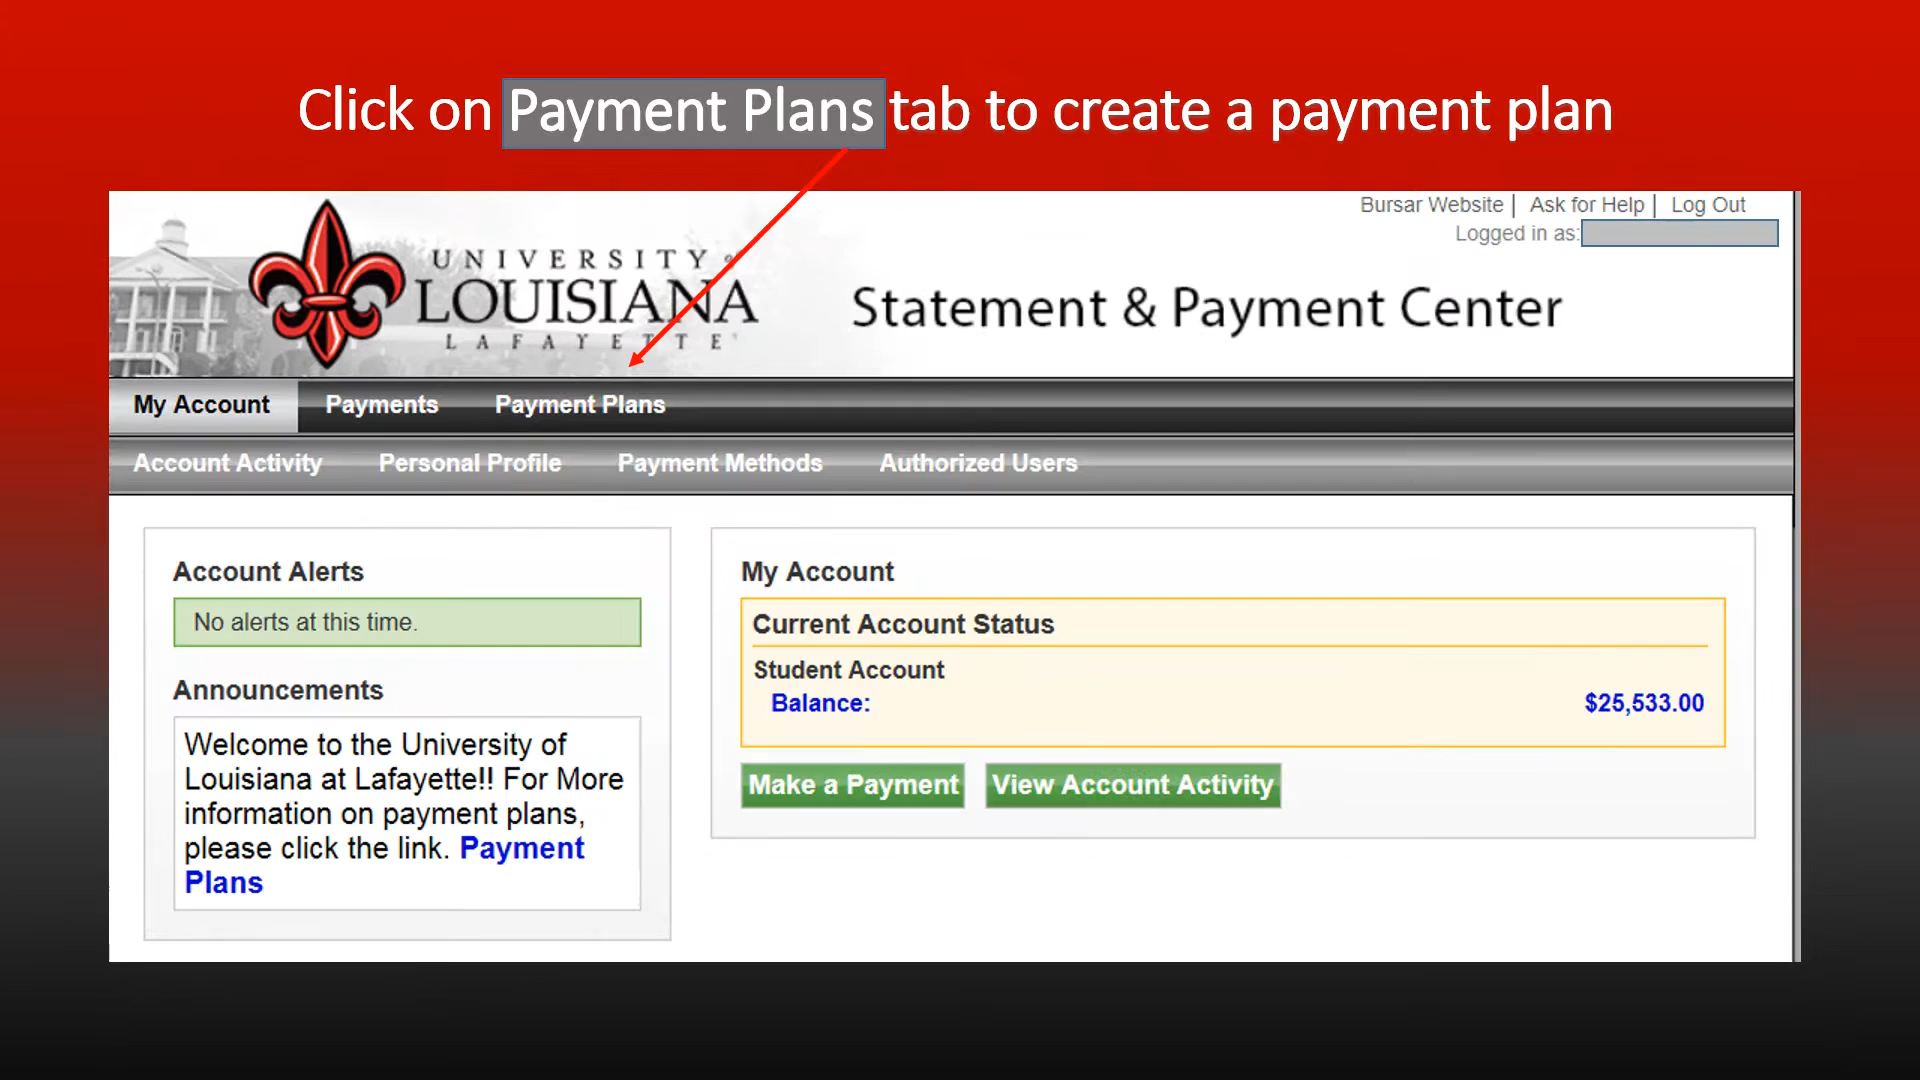 Click on Payment Plans tab to create a payment plan
Bursar Website | Ask for Help | Log Out
Logged in as:
UNIVERSITY of
LOUISIANA
LAFAYETTE
Statement & Payment Center
My Account Payments Payment Plans
Account Activity Personal Profile Payment Methods Authorized Users
Account Alerts
No alerts at this time.
Announcements
Welcome to the University of
Louisiana at Lafayette!! For More
information on payment plans,
please click the link. Payment
Plans
My Account
Current Account Status
Student Account
Balance: $25,533.00
Make a Payment View Account Activity